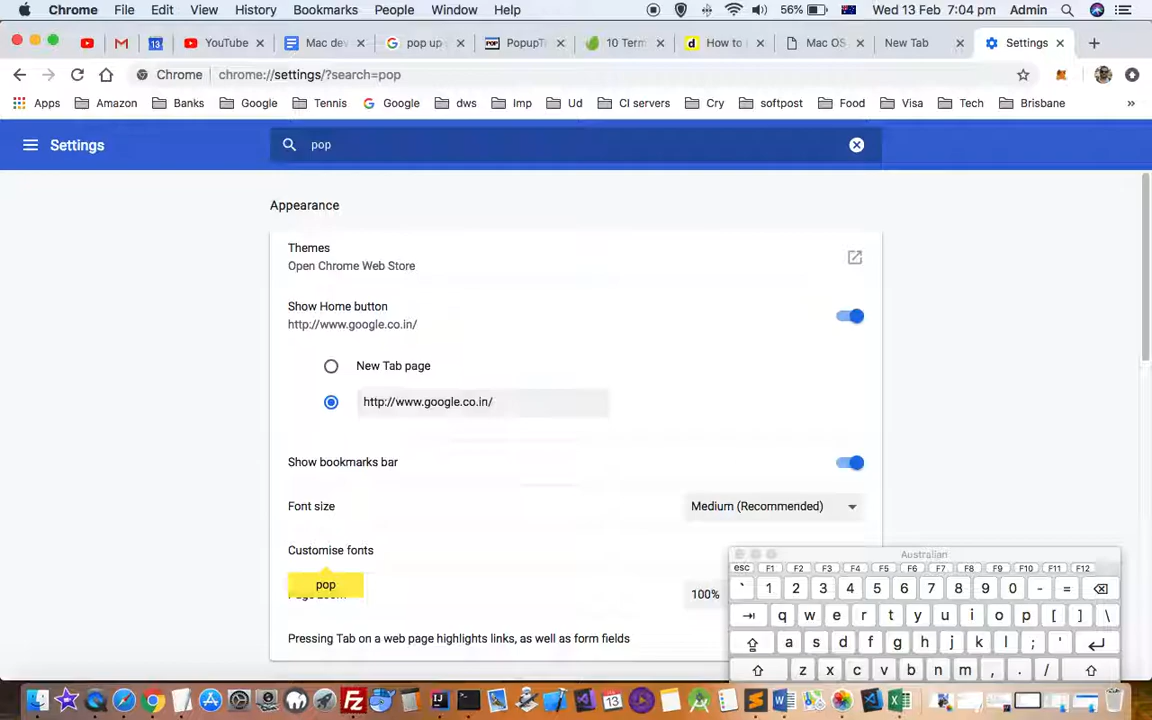 Chrome File Edit View History Bookmarks People Window Help 56% Wed 13 Feb 7:04 pm Admin
YouTube Mac dev pop up PopupT 10 Term How to Mac OS New Tab Settings
Chrome chrome://settings/?search=pop
Apps Amazon Banks Google Tennis Google dws Imp Ud CI servers Cry softpost Food Visa Tech Brisbane »
Settings pop
Appearance
Themes
Open Chrome Web Store
Show Home button
http://www.google.co.in/
New Tab page
http://www.google.co.in/
Show bookmarks bar
Font size Medium (Recommended)
Customise fonts
pop
100%
Pressing Tab on a web page highlights links, as well as form fields
Australian
esc F1 F2 F3 F4 F5 F6 F7 F8 F9 F10 F11 F12
` 1 2 3 4 5 6 7 8 9 0 - =
q w e r t y u i o p [ ] \
a s d f g h j k l ; '
z x c v b n m , . /